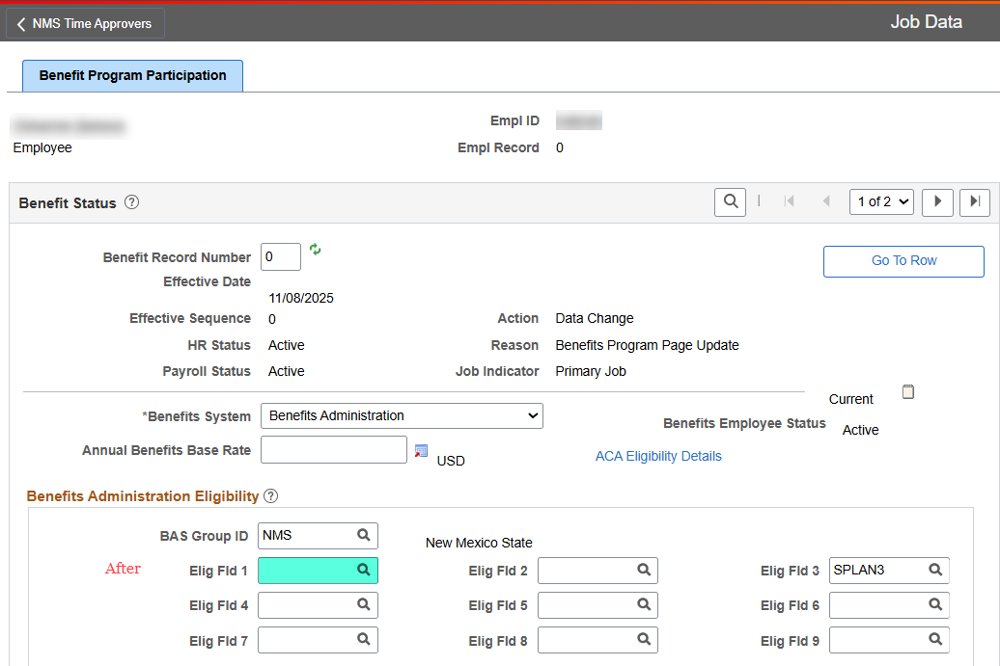 NMS Time Approvers
Job Data
Benefit Program Participation
Empl ID
Employee
Empl Record 0
Benefit Status ?
1 of 2
Benefit Record Number 0
Go To Row
Effective Date
11/08/2025
Effective Sequence 0 Action Data Change
HR Status Active Reason Benefits Program Page Update
Payroll Status Active Job Indicator Primary Job
Current
*Benefits System Benefits Administration
Benefits Employee Status
Active
Annual Benefits Base Rate
USD
ACA Eligibility Details
Benefits Administration Eligibility ?
BAS Group ID NMS New Mexico State
After Elig Fld 1 Elig Fld 2 Elig Fld 3 SPLAN3
Elig Fld 4 Elig Fld 5 Elig Fld 6
Elig Fld 7 Elig Fld 8 Elig Fld 9